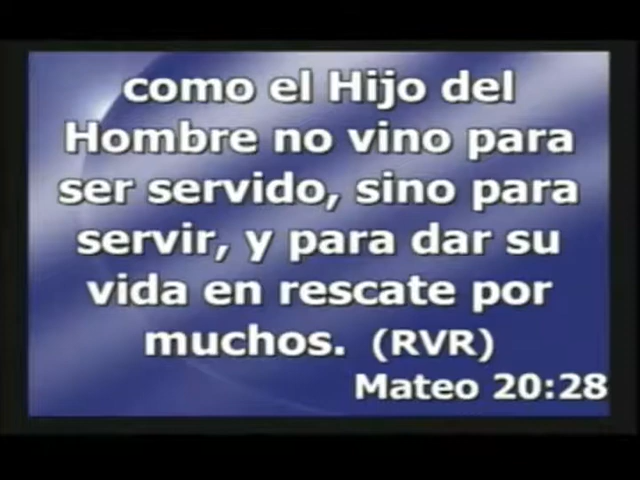 como el Hijo del
Hombre no vino para
ser servido, sino para
servir, y para dar su
vida en rescate por
muchos. (RVR)
Mateo 20:28